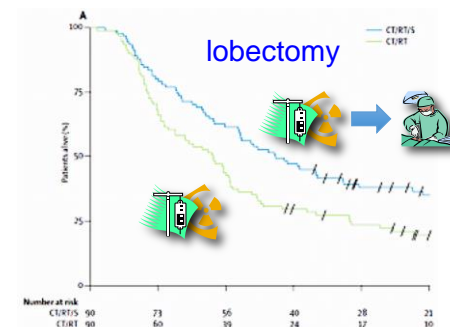 A
lobectomy
CT/RT/S
CT/RT
100
75
50
25
0
Patients alive (%)
Number at risk
CT/RT/S 90 73 56 40 28 21
CT/RT 90 60 39 24 17 10